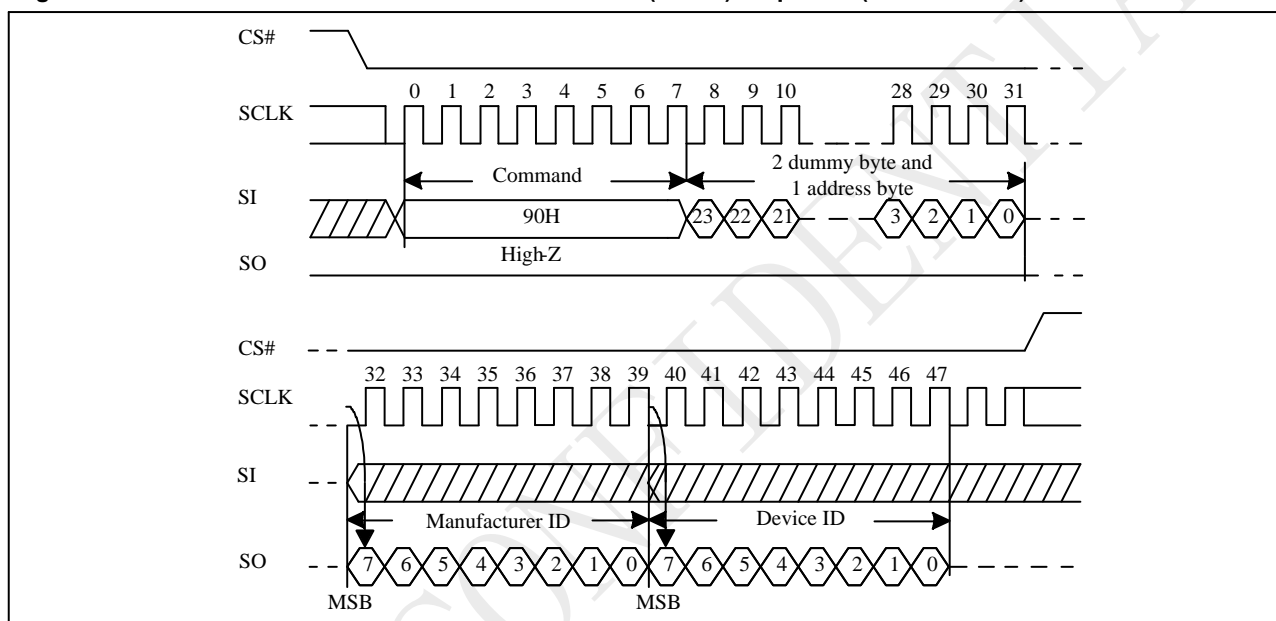 CS#
0 1 2 3 4 5 6 7 8 9 10 28 29 30 31
SCLK
2 dummy byte and
Command
1 address byte
SI
90H 23 22 21 3 2 1 0
High-Z
SO
CS#
32 33 34 35 36 37 38 39 40 41 42 43 44 45 46 47
SCLK
SI
Manufacturer ID Device ID
SO 7 6 5 4 3 2 1 0 7 6 5 4 3 2 1 0
MSB MSB